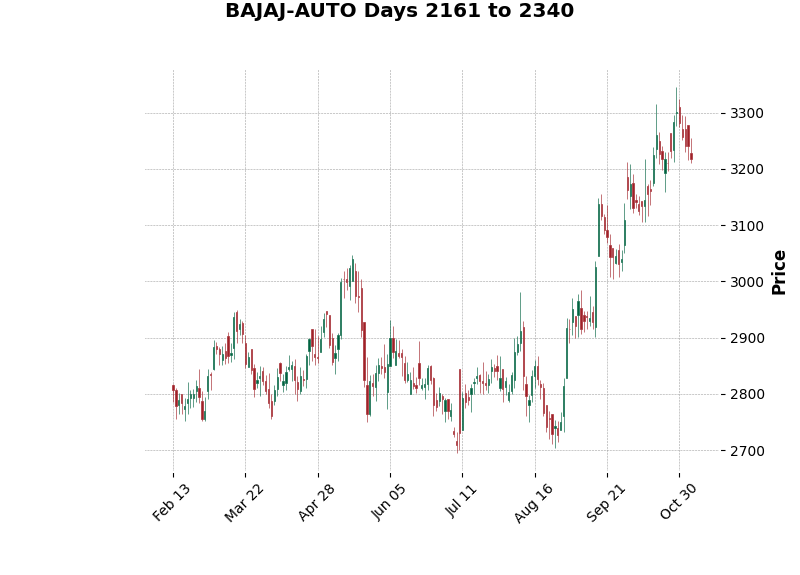 BAJAJ-AUTO Days 2161 to 2340
3300
3200
3100
3000
2900
2800
2700
Price
Feb 13
Mar 22
Apr 28
Jun 05
Jul 11
Aug 16
Sep 21
Oct 30